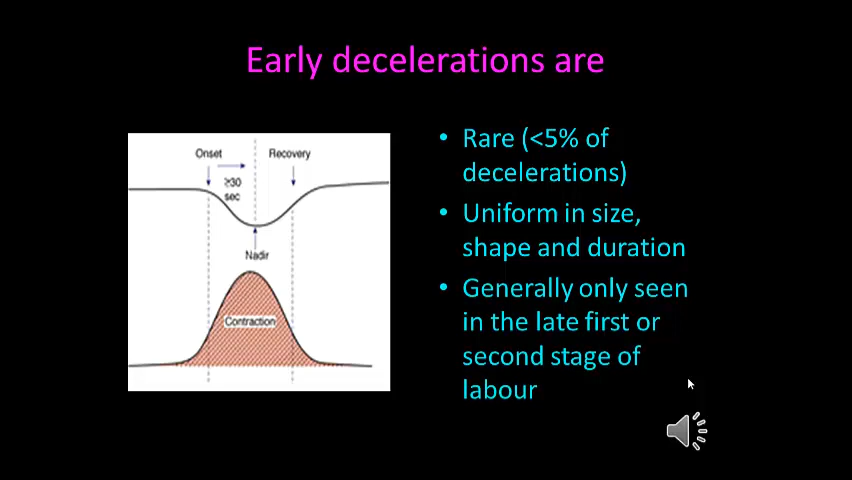 Early decelerations are
Onset
Recovery
≥30
sec
Nadir
Contraction
• Rare (<5% of
decelerations)
• Uniform in size,
shape and duration
• Generally only seen
in the late first or
second stage of
labour